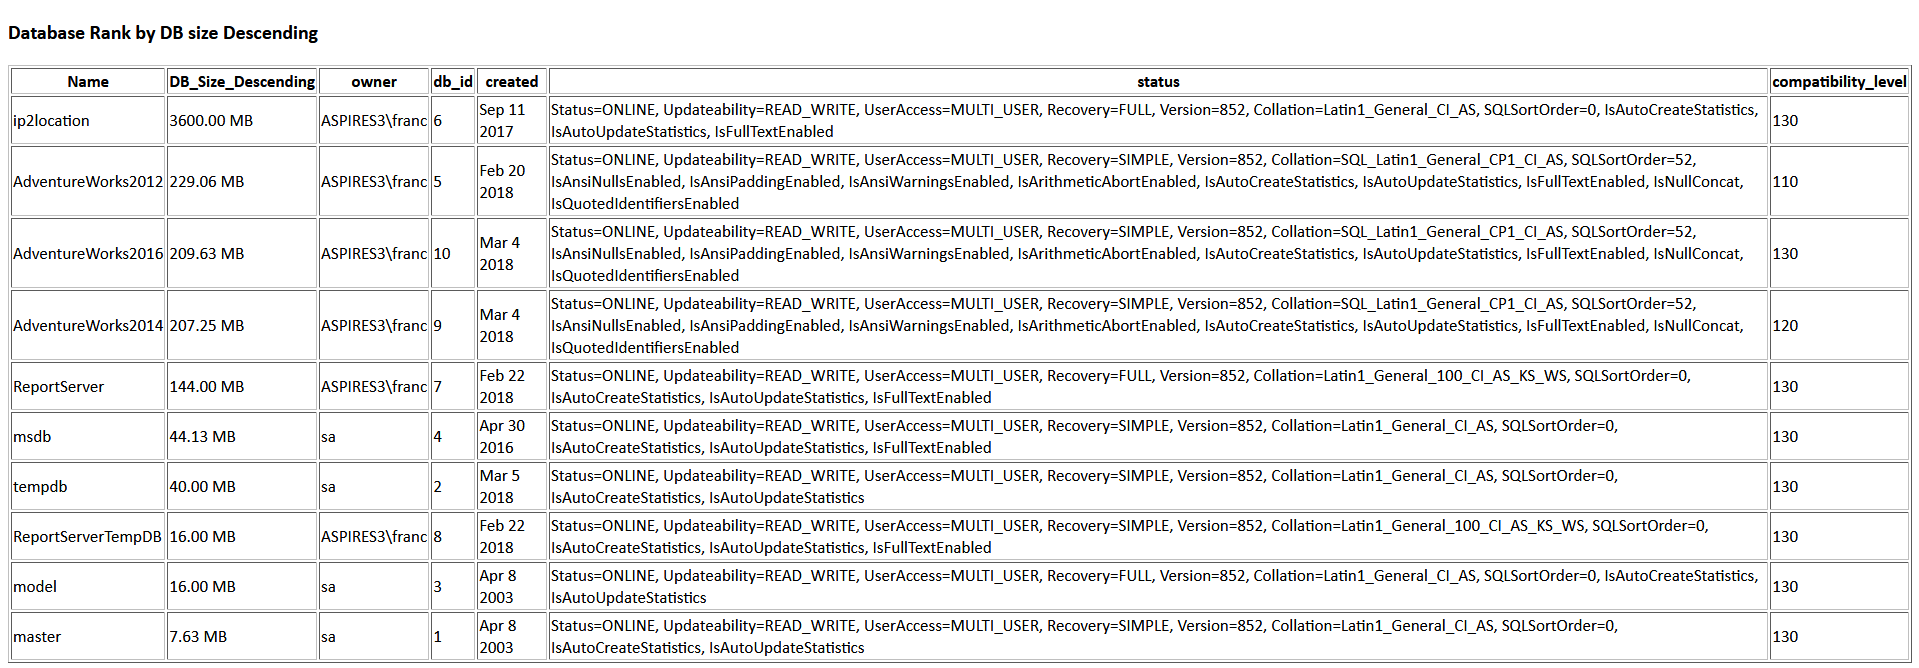 Database Rank by DB size Descending
Name DB_Size_Descending owner db_id created status compatibility_level
ip2location 3600.00 MB ASPIRES3\franc 6 Sep 11 2017 Status=ONLINE, Updateability=READ_WRITE, UserAccess=MULTI_USER, Recovery=FULL, Version=852, Collation=Latin1_General_CI_AS, SQLSortOrder=0, IsAutoCreateStatistics,
IsAutoUpdateStatistics, IsFullTextEnabled 130
AdventureWorks2012 229.06 MB ASPIRES3\franc 5 Feb 20 2018 Status=ONLINE, Updateability=READ_WRITE, UserAccess=MULTI_USER, Recovery=SIMPLE, Version=852, Collation=SQL_Latin1_General_CP1_CI_AS, SQLSortOrder=52,
IsAnsiNullsEnabled, IsAnsiPaddingEnabled, IsAnsiWarningsEnabled, IsArithmeticAbortEnabled, IsAutoCreateStatistics, IsAutoUpdateStatistics, IsFullTextEnabled, IsNullConcat,
IsQuotedIdentifiersEnabled 110
AdventureWorks2016 209.63 MB ASPIRES3\franc 10 Mar 4 2018 Status=ONLINE, Updateability=READ_WRITE, UserAccess=MULTI_USER, Recovery=SIMPLE, Version=852, Collation=SQL_Latin1_General_CP1_CI_AS, SQLSortOrder=52,
IsAnsiNullsEnabled, IsAnsiPaddingEnabled, IsAnsiWarningsEnabled, IsArithmeticAbortEnabled, IsAutoCreateStatistics, IsAutoUpdateStatistics, IsFullTextEnabled, IsNullConcat,
IsQuotedIdentifiersEnabled 130
AdventureWorks2014 207.25 MB ASPIRES3\franc 9 Mar 4 2018 Status=ONLINE, Updateability=READ_WRITE, UserAccess=MULTI_USER, Recovery=SIMPLE, Version=852, Collation=SQL_Latin1_General_CP1_CI_AS, SQLSortOrder=52,
IsAnsiNullsEnabled, IsAnsiPaddingEnabled, IsAnsiWarningsEnabled, IsArithmeticAbortEnabled, IsAutoCreateStatistics, IsAutoUpdateStatistics, IsFullTextEnabled, IsNullConcat,
IsQuotedIdentifiersEnabled 120
ReportServer 144.00 MB ASPIRES3\franc 7 Feb 22 2018 Status=ONLINE, Updateability=READ_WRITE, UserAccess=MULTI_USER, Recovery=FULL, Version=852, Collation=Latin1_General_100_CI_AS_KS_WS, SQLSortOrder=0,
IsAutoCreateStatistics, IsAutoUpdateStatistics, IsFullTextEnabled 130
msdb 44.13 MB sa 4 Apr 30 2016 Status=ONLINE, Updateability=READ_WRITE, UserAccess=MULTI_USER, Recovery=SIMPLE, Version=852, Collation=Latin1_General_CI_AS, SQLSortOrder=0,
IsAutoCreateStatistics, IsAutoUpdateStatistics, IsFullTextEnabled 130
tempdb 40.00 MB sa 2 Mar 5 2018 Status=ONLINE, Updateability=READ_WRITE, UserAccess=MULTI_USER, Recovery=SIMPLE, Version=852, Collation=Latin1_General_CI_AS, SQLSortOrder=0,
IsAutoCreateStatistics, IsAutoUpdateStatistics 130
ReportServerTempDB 16.00 MB ASPIRES3\franc 8 Feb 22 2018 Status=ONLINE, Updateability=READ_WRITE, UserAccess=MULTI_USER, Recovery=SIMPLE, Version=852, Collation=Latin1_General_100_CI_AS_KS_WS, SQLSortOrder=0,
IsAutoCreateStatistics, IsAutoUpdateStatistics, IsFullTextEnabled 130
model 16.00 MB sa 3 Apr 8 2003 Status=ONLINE, Updateability=READ_WRITE, UserAccess=MULTI_USER, Recovery=FULL, Version=852, Collation=Latin1_General_CI_AS, SQLSortOrder=0, IsAutoCreateStatistics,
IsAutoUpdateStatistics 130
master 7.63 MB sa 1 Apr 8 2003 Status=ONLINE, Updateability=READ_WRITE, UserAccess=MULTI_USER, Recovery=SIMPLE, Version=852, Collation=Latin1_General_CI_AS, SQLSortOrder=0,
IsAutoCreateStatistics, IsAutoUpdateStatistics 130